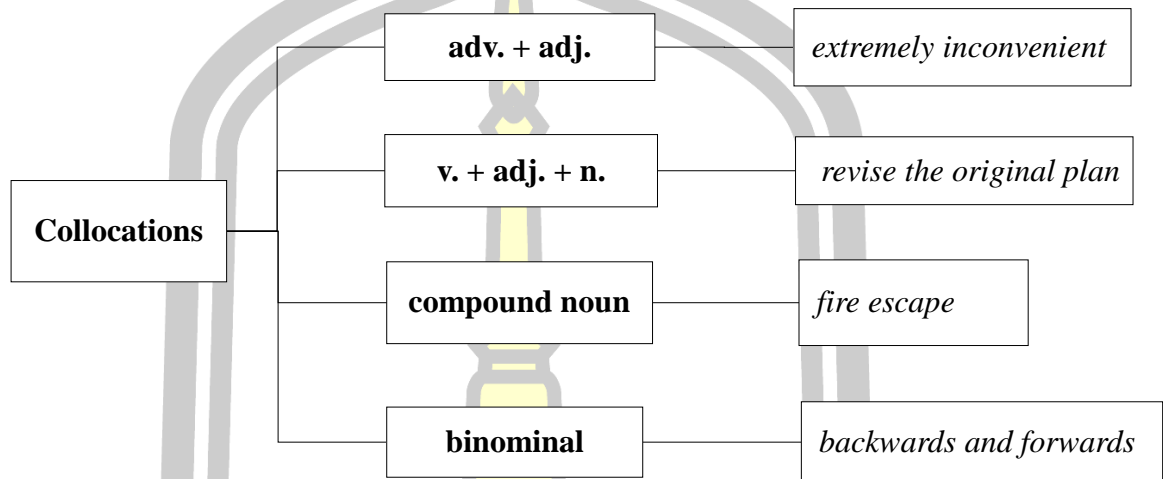 adv. + adj.
extremely inconvenient
v. + adj. + n.
revise the original plan
Collocations
compound noun
fire escape
binominal
backwards and forwards